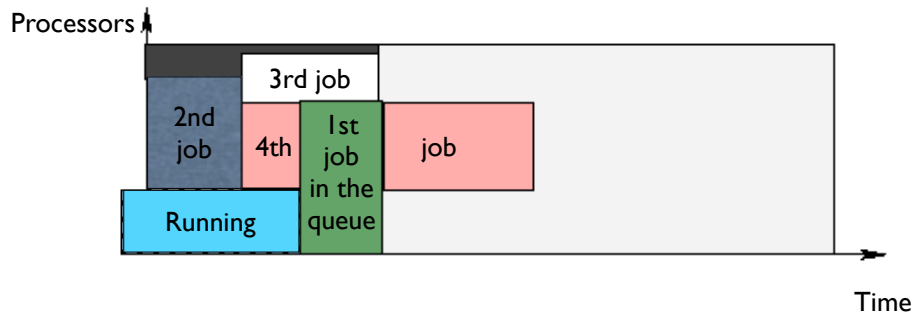 Processors
3rd job
2nd
job
4th
1st
job
in the
queue
job
Running
Time